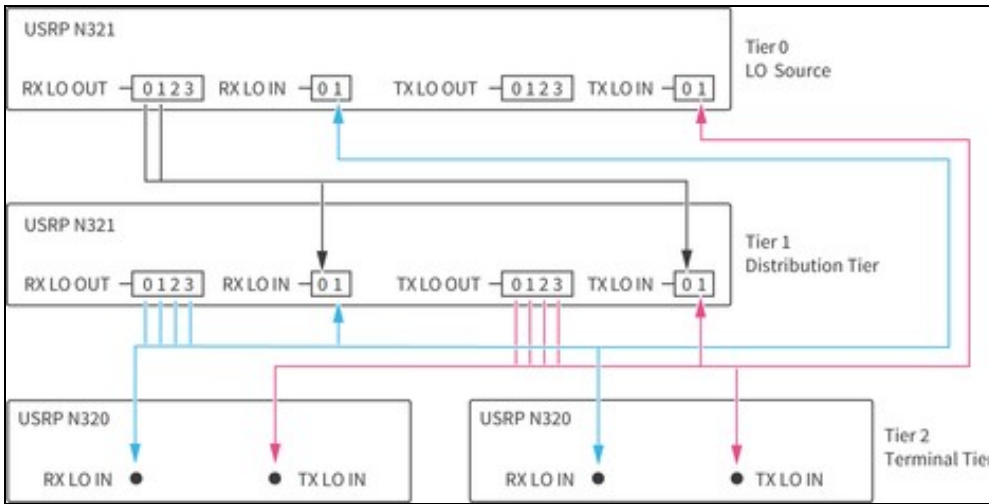 USRP N321
Tier 0
LO Source
RX LO OUT 0 1 2 3 RX LO IN 0 1 TX LO OUT 0 1 2 3 TX LO IN 0 1
USRP N321
Tier 1
Distribution Tier
RX LO OUT 0 1 2 3 RX LO IN 0 1 TX LO OUT 0 1 2 3 TX LO IN 0 1
USRP N320 USRP N320
Tier 2
Terminal Tier
RX LO IN TX LO IN RX LO IN TX LO IN